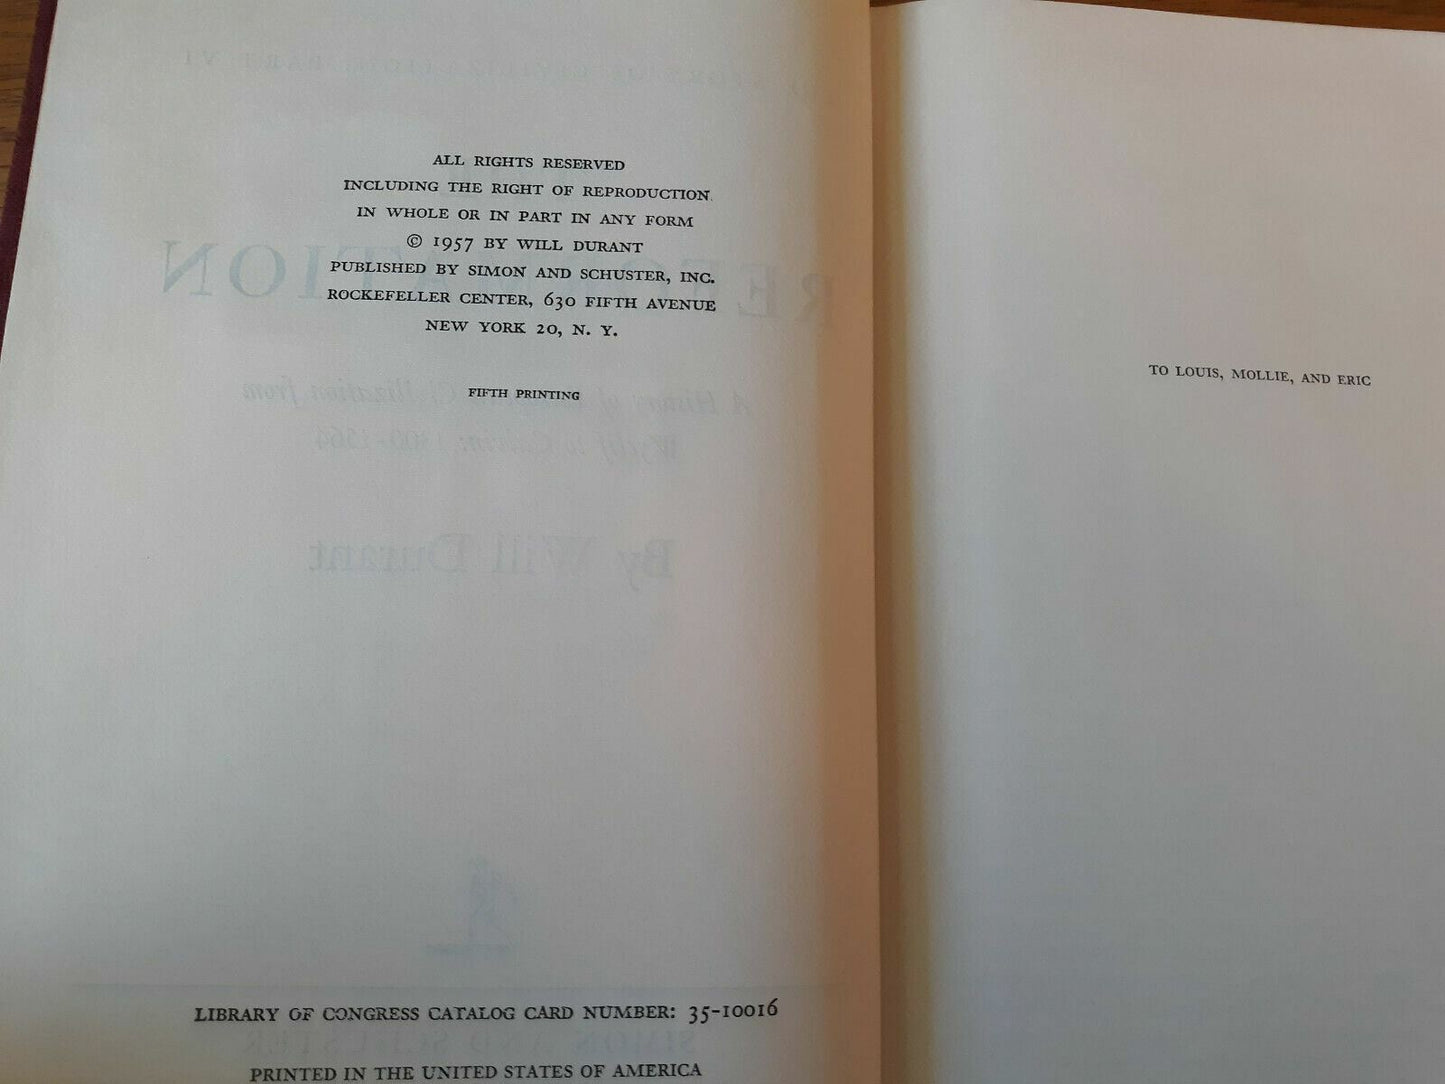 ALL RIGHTS RESERVED
INCLUDING THE RIGHT OF REPRODUCTION
IN WHOLE OR IN PART IN ANY FORM
© 1957 BY WILL DURANT
PUBLISHED BY SIMON AND SCHUSTER, INC.
ROCKEFELLER CENTER, 630 FIFTH AVENUE
NEW YORK 20, N. Y.
FIFTH PRINTING
LIBRARY OF CONGRESS CATALOG CARD NUMBER: 35-10016
PRINTED IN THE UNITED STATES OF AMERICA
TO LOUIS, MOLLIE, AND ERIC